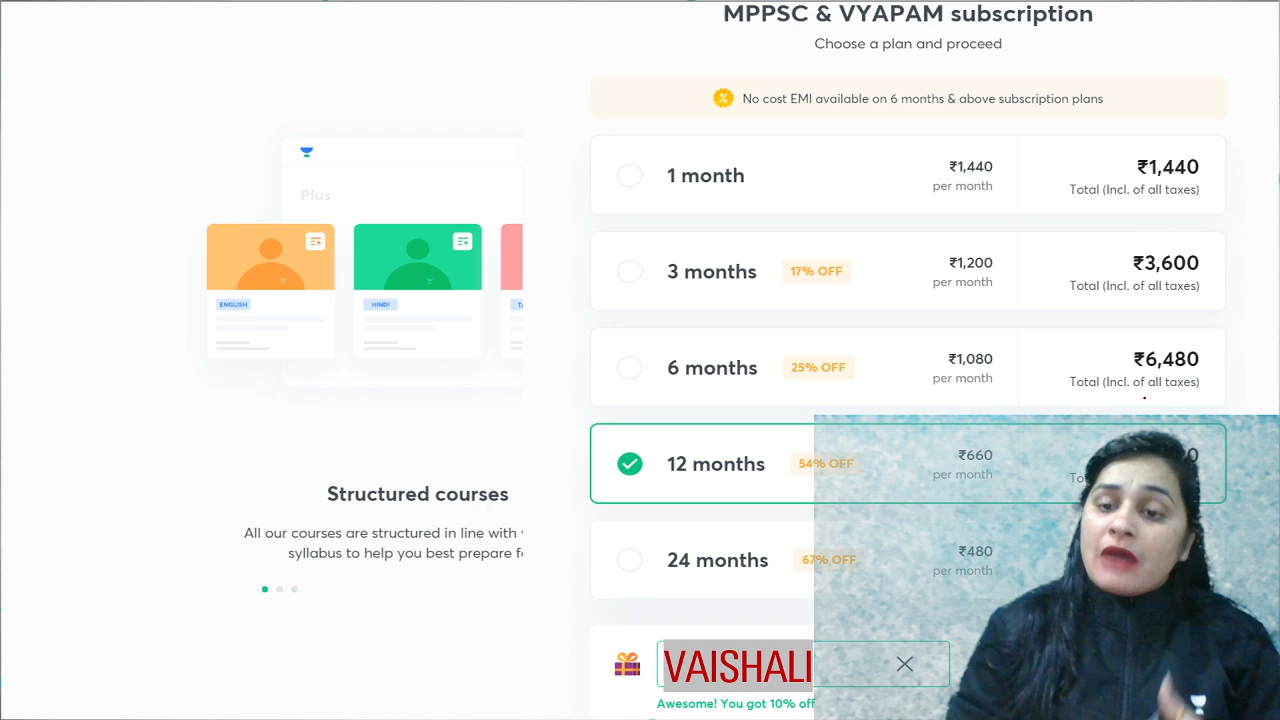 MPPSC & VYAPAM subscription
Choose a plan and proceed
No cost EMI available on 6 months & above subscription plans
1 month
₹1,440
per month
₹1,440
Total (Incl. of all taxes)
3 months
17% OFF
₹1,200
per month
₹3,600
Total (Incl. of all taxes)
6 months
25% OFF
₹1,080
per month
₹6,480
Total (Incl. of all taxes)
12 months
54% OFF
₹660
per month
24 months
67% OFF
₹480
per month
VAISHALI
Awesome! You got 10% off
Plus
ENGLISH
HINDI
Structured courses
All our courses are structured in line with
syllabus to help you best prepare